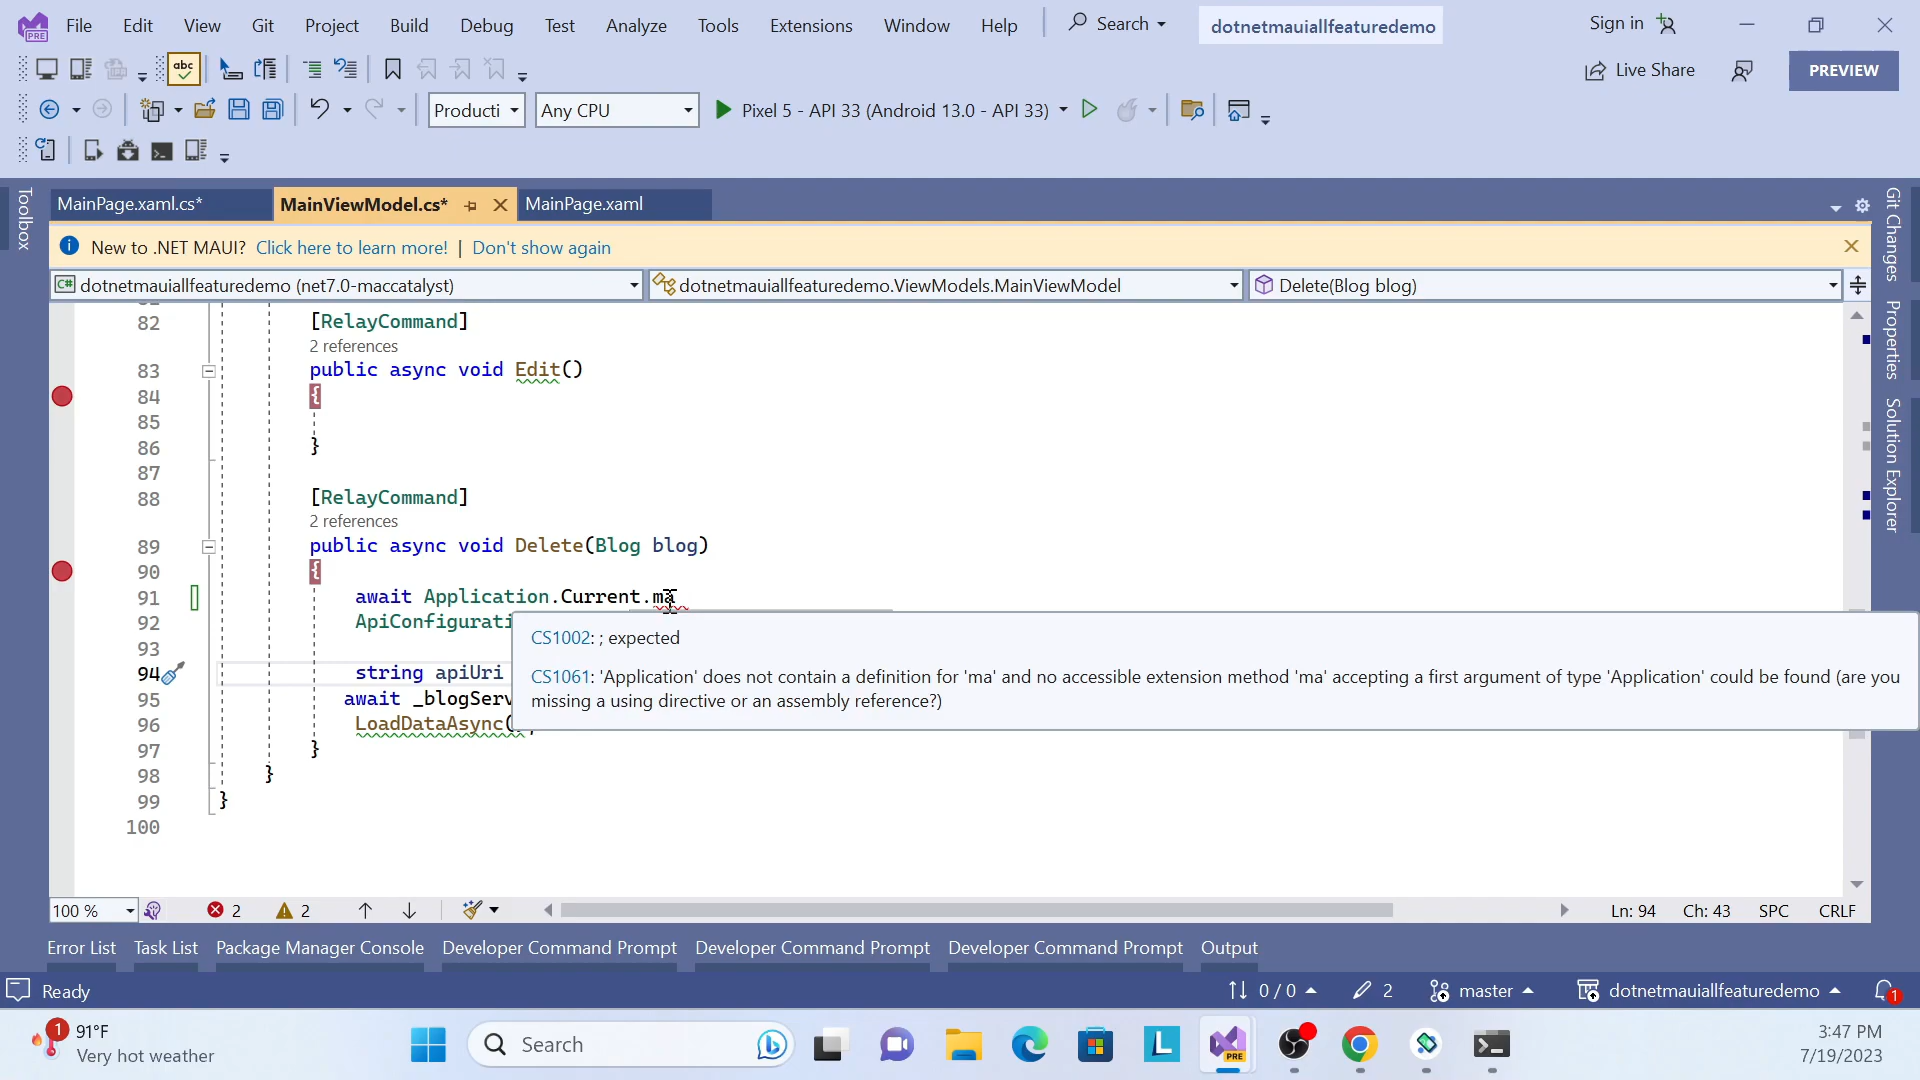 File Edit View Git Project Build Debug Test Analyze Tools Extensions Window Help Search dotnetmauiallfeaturedemo Sign in
PRE
abc Live Share PREVIEW
Producti Any CPU Pixel 5 - API 33 (Android 13.0 - API 33)
Toolbox
MainPage.xaml.cs* MainViewModel.cs* MainPage.xaml
New to .NET MAUI? Click here to learn more! | Don't show again
C# dotnetmauiallfeaturedemo (net7.0-maccatalyst) dotnetmauiallfeaturedemo.ViewModels.MainViewModel Delete(Blog blog)
Git Changes
Properties
Solution Explorer
82 [RelayCommand]
2 references
83 public async void Edit()
84 {
85
86 }
87
88 [RelayCommand]
2 references
89 public async void Delete(Blog blog)
90 {
91 await Application.Current.ma
92 ApiConfigurati
93
94 string apiUri
95 await _blogServ
96 LoadDataAsync(
97 }
98 }
99 }
100
CS1002: ; expected
CS1061: 'Application' does not contain a definition for 'ma' and no accessible extension method 'ma' accepting a first argument of type 'Application' could be found (are you
missing a using directive or an assembly reference?)
100 % 2 2 Ln: 94 Ch: 43 SPC CRLF
Error List Task List Package Manager Console Developer Command Prompt Developer Command Prompt Developer Command Prompt Output
Ready 0 / 0 2 master dotnetmauiallfeaturedemo 1
1 91°F
Very hot weather
Search
L
PRE
3:47 PM
7/19/2023